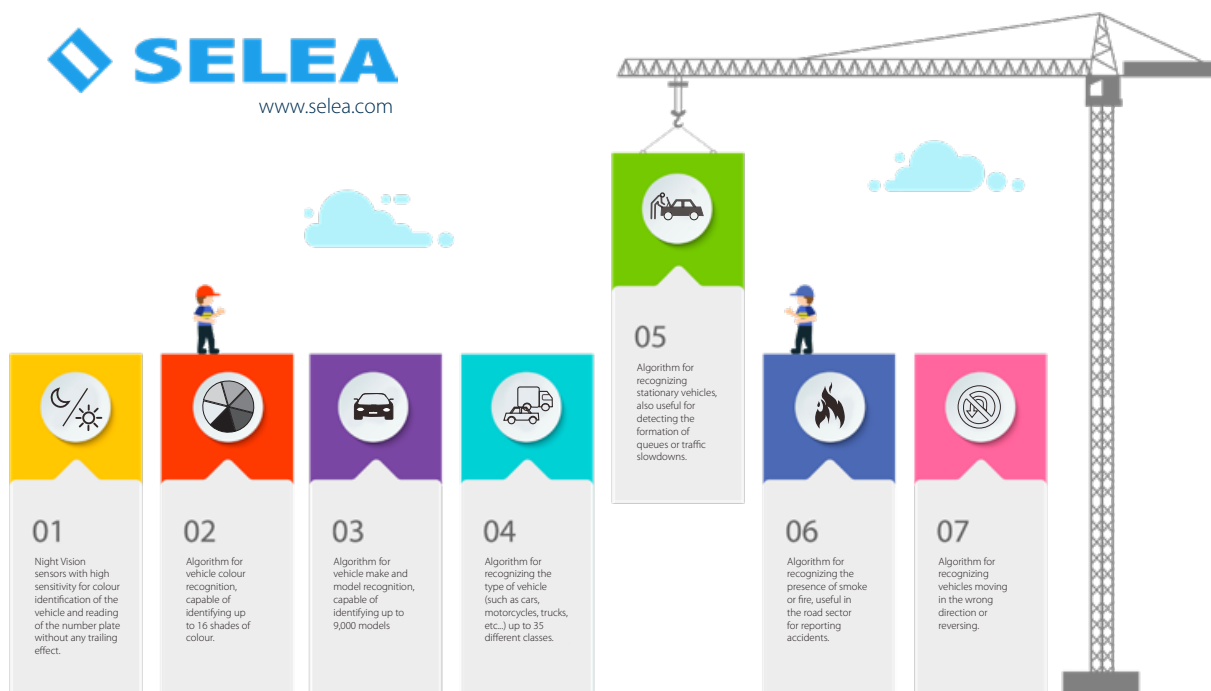 SELEA
www.selea.com
01
Night Vision
sensors with high
sensitivity for colour
identification of the
vehicle and reading
of the number plate
without any trailing
effect.
02
Algorithm for
vehicle colour
recognition,
capable of
identifying up
to 16 shades of
colour.
03
Algorithm for
vehicle make and
model recognition,
capable of
identifying up to
9,000 models
04
Algorithm for
recognizing the
type of vehicle
(such as cars,
motorcycles, trucks,
etc...) up to 35
different classes.
05
Algorithm for
recognizing
stationary vehicles,
also useful for
detecting the
formation of
queues or traffic
slowdowns.
06
Algorithm for
recognizing the
presence of smoke
or fire, useful in
the road sector
for reporting
accidents.
07
Algorithm for
recognizing
vehicles moving
in the wrong
direction or
reversing.